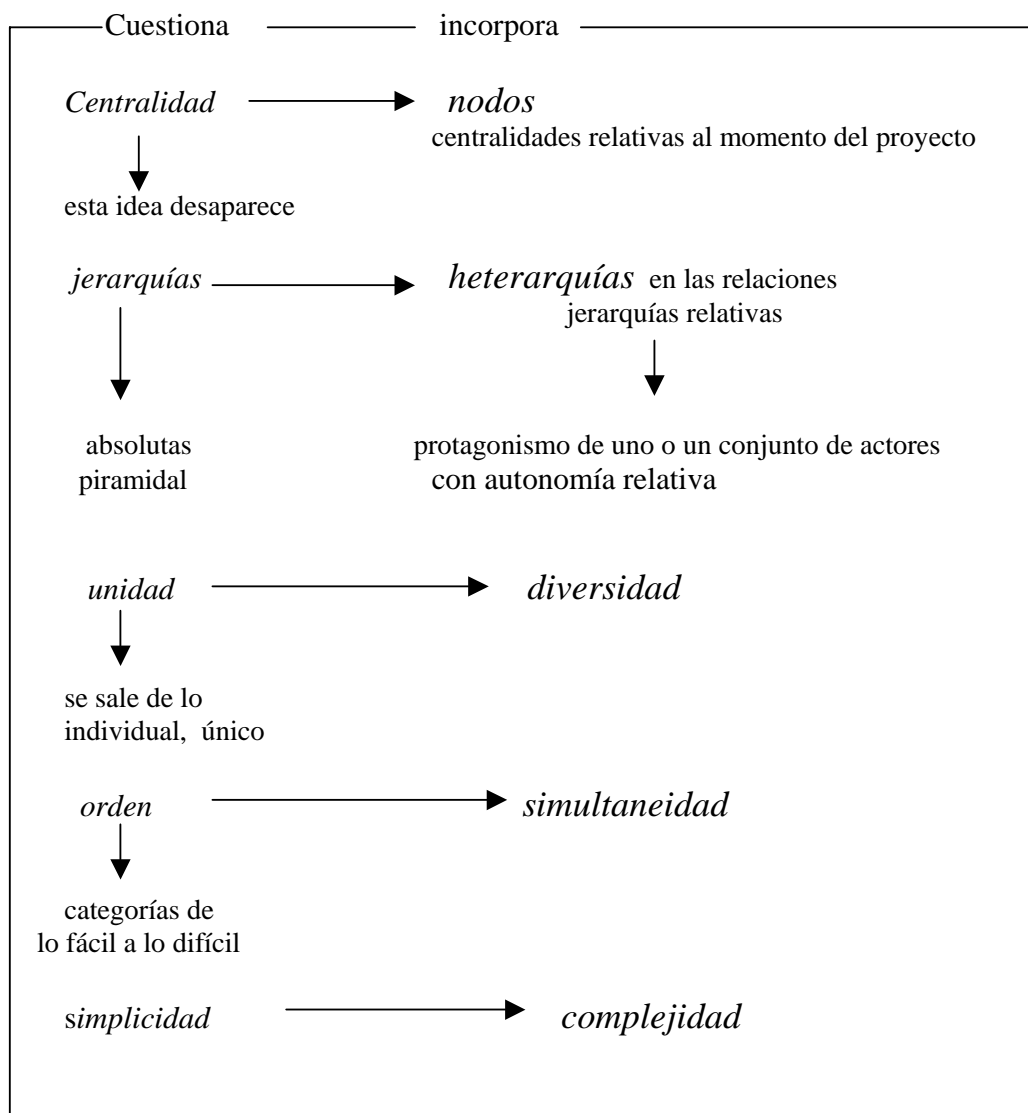 Cuestiona incorpora
Centralidad nodos
centralidades relativas al momento del proyecto
esta idea desaparece
jerarquías heterarquías en las relaciones
jerarquías relativas
absolutas protagonismo de uno o un conjunto de actores
piramidal con autonomía relativa
unidad diversidad
se sale de lo
individual, único
orden simultaneidad
categorías de
lo fácil a lo difícil
simplicidad complejidad